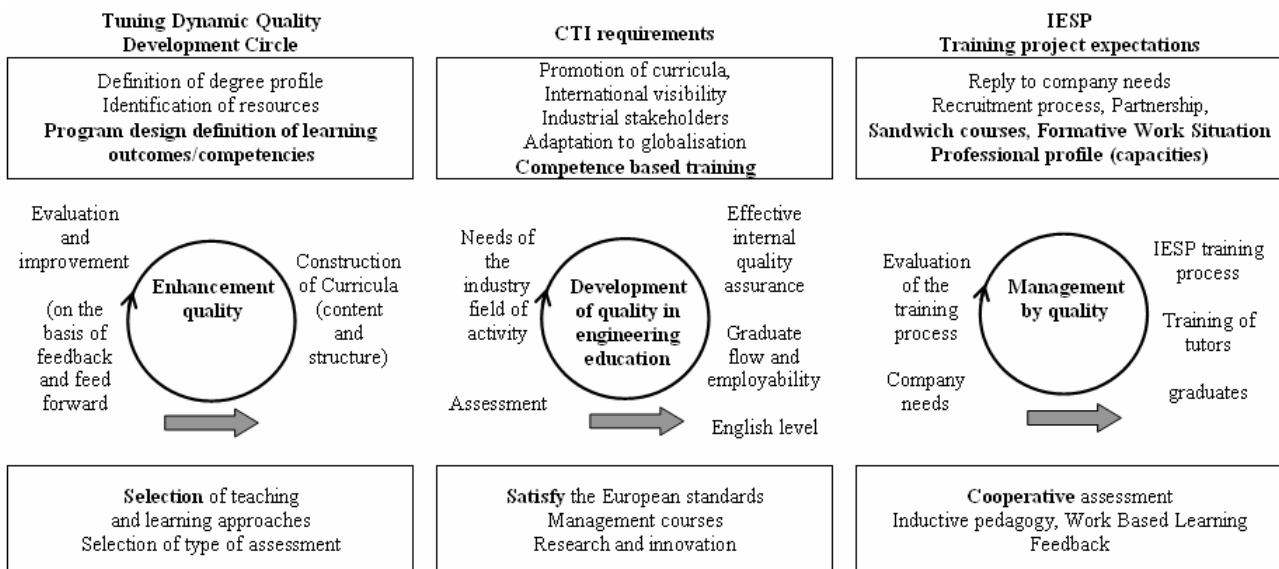 Tuning Dynamic Quality
Development Circle
Definition of degree profile
Identification of resources
Program design definition of learning
outcomes/competencies
Evaluation
and
improvement
(on the
basis of
feedback
and feed
forward
Enhancement
quality
Construction
of Curricula
(content
and
structure)
Selection of teaching
and learning approaches
Selection of type of assessment
CTI requirements
Promotion of curricula,
International visibility
Industrial stakeholders
Adaptation to globalisation
Competence based training
Needs of
the
industry
field of
activity
Assessment
Development
of quality in
engineering
education
Effective
internal
quality
assurance
Graduate
flow and
employability
English level
Satisfy the European standards
Management courses
Research and innovation
IESP
Training project expectations
Reply to company needs
Recruitment process, Partnership,
Sandwich courses, Formative Work Situation
Professional profile (capacities)
Evaluation
of the
training
process
Company
needs
Management
by quality
IESP training
process
Training of
tutors
graduates
Cooperative assessment
Inductive pedagogy, Work Based Learning
Feedback